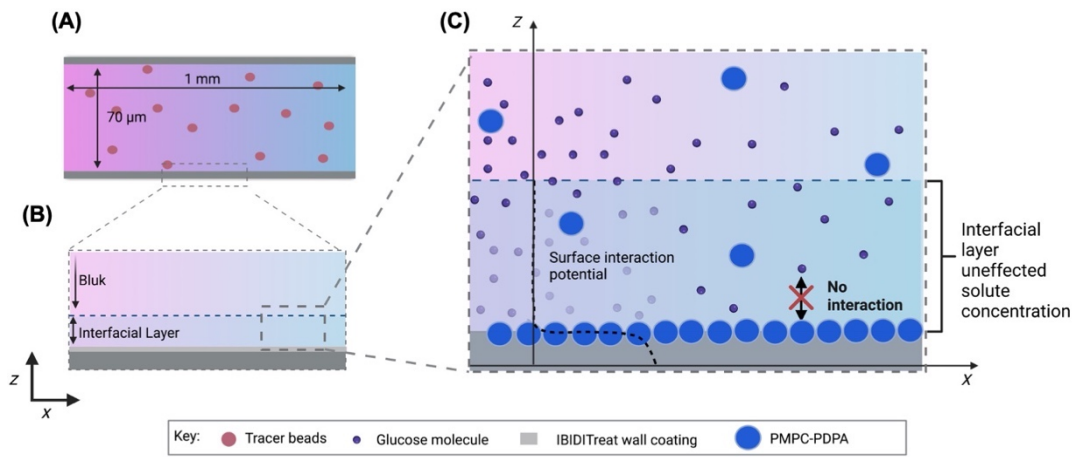 (A)
1 mm
70 µm
(B)
Bluk
Interfacial Layer
z
x
(C)
z
Surface interaction
potential
No
interaction
x
Interfacial
layer
uneffected
solute
concentration
Key:
Tracer beads
Glucose molecule
IBIDITreat wall coating
PMPC-PDPA